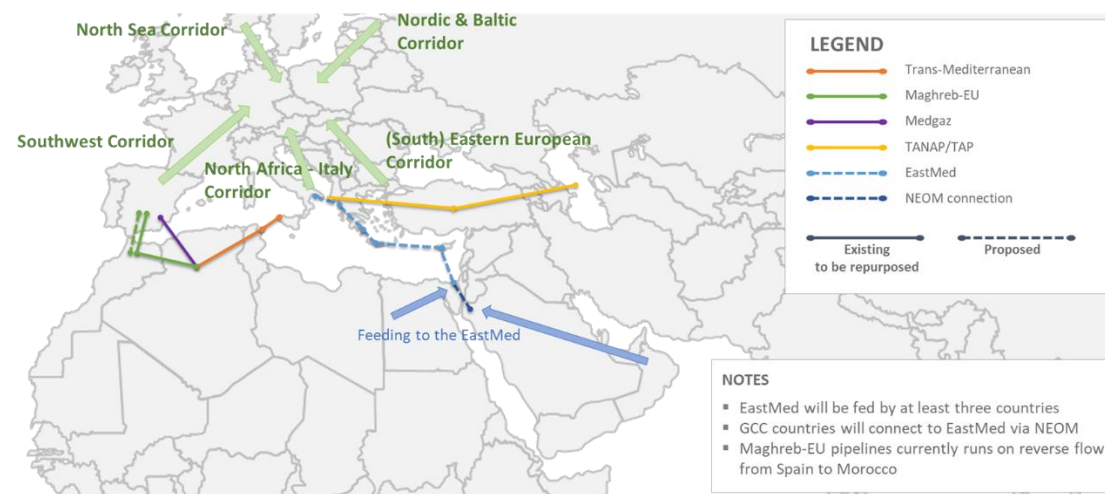 North Sea Corridor
Nordic & Baltic
Corridor
Southwest Corridor
North Africa - Italy
Corridor
(South) Eastern European
Corridor
Feeding to the EastMed
LEGEND
Trans-Mediterranean
Maghreb-EU
Medgaz
TANAP/TAP
EastMed
NEOM connection
Existing
to be repurposed
Proposed
NOTES
▪ EastMed will be fed by at least three countries
▪ GCC countries will connect to EastMed via NEOM
▪ Maghreb-EU pipelines currently runs on reverse flow
from Spain to Morocco